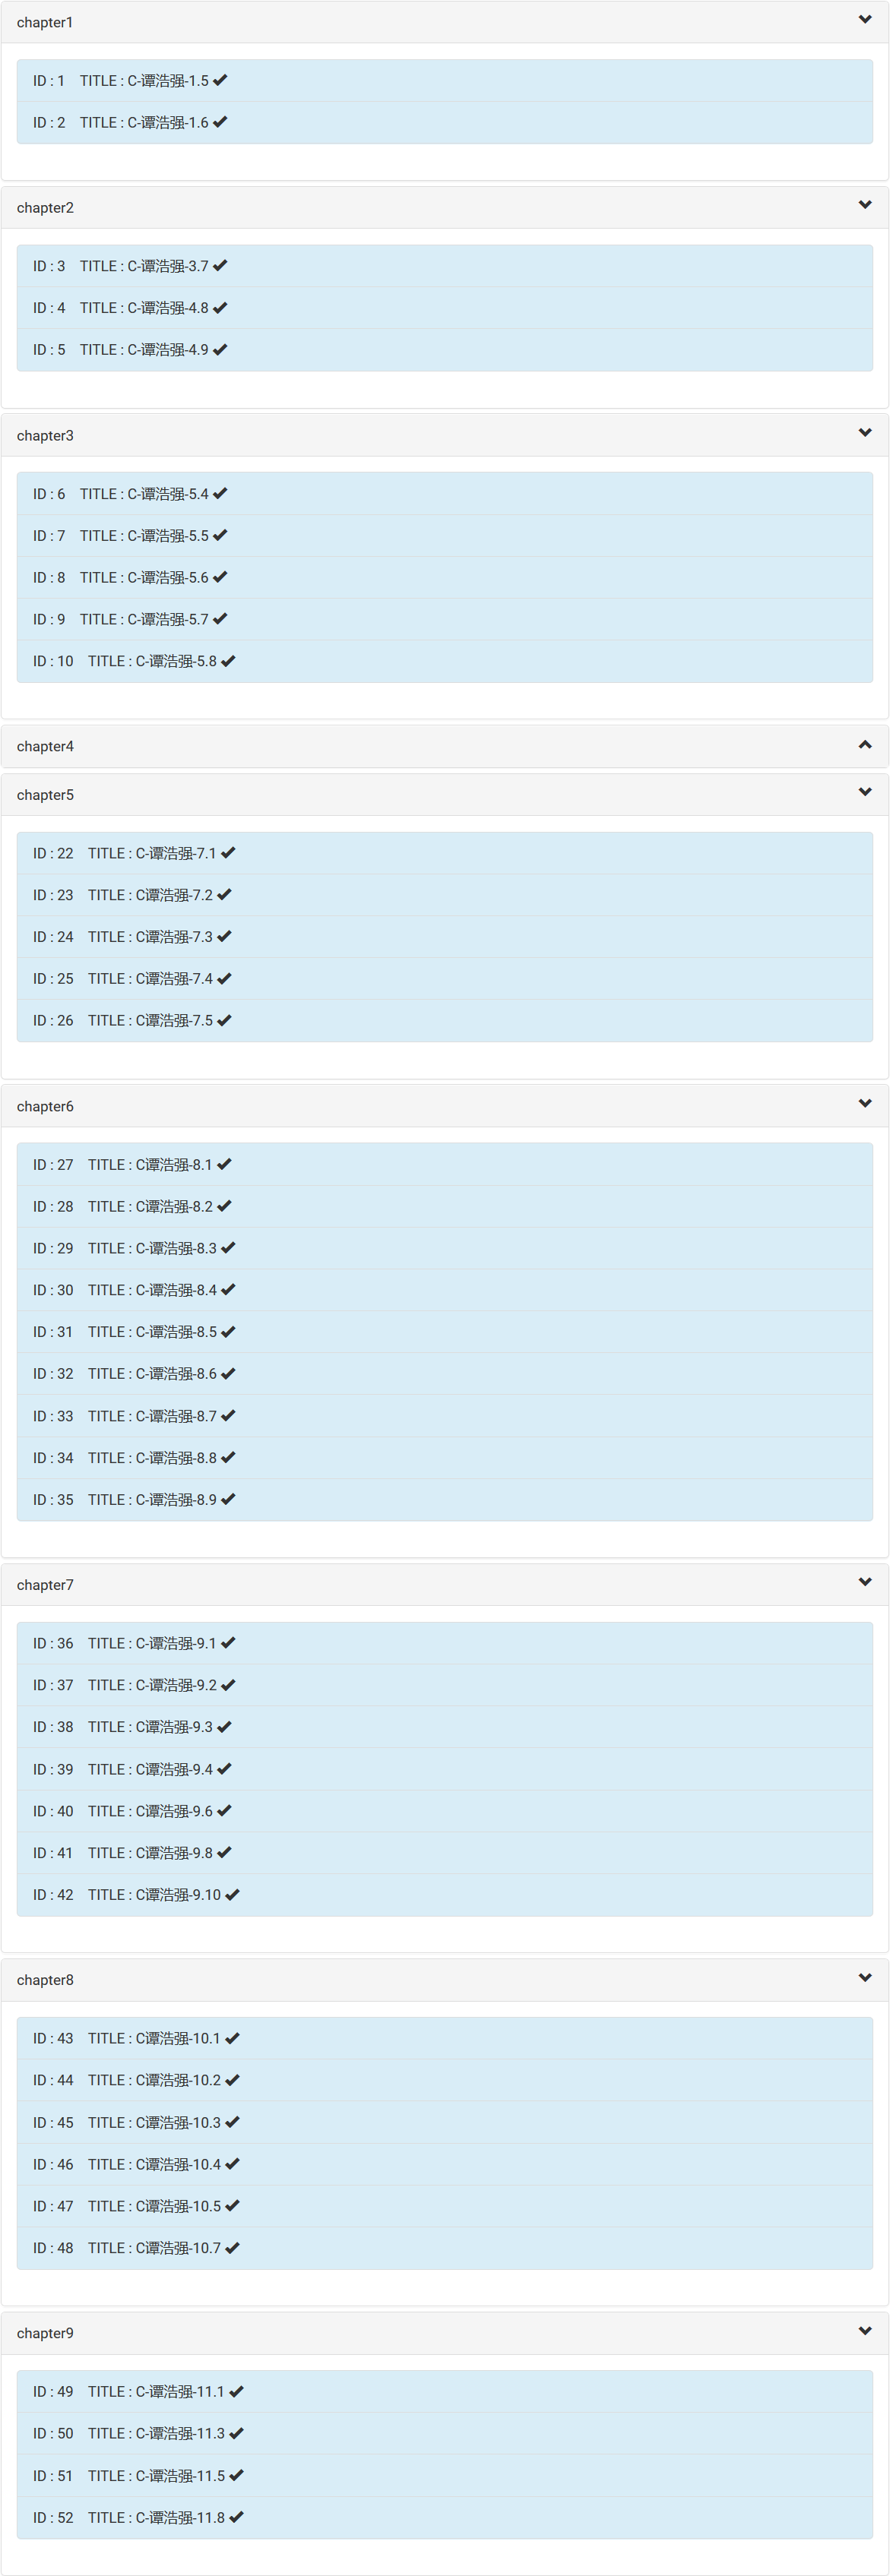 chapter1
ID : 1 TITLE : C-谭浩强-1.5
ID : 2 TITLE : C-谭浩强-1.6
chapter2
ID : 3 TITLE : C-谭浩强-3.7
ID : 4 TITLE : C-谭浩强-4.8
ID : 5 TITLE : C-谭浩强-4.9
chapter3
ID : 6 TITLE : C-谭浩强-5.4
ID : 7 TITLE : C-谭浩强-5.5
ID : 8 TITLE : C-谭浩强-5.6
ID : 9 TITLE : C-谭浩强-5.7
ID : 10 TITLE : C-谭浩强-5.8
chapter4
chapter5
ID : 22 TITLE : C-谭浩强-7.1
ID : 23 TITLE : C谭浩强-7.2
ID : 24 TITLE : C谭浩强-7.3
ID : 25 TITLE : C谭浩强-7.4
ID : 26 TITLE : C谭浩强-7.5
chapter6
ID : 27 TITLE : C谭浩强-8.1
ID : 28 TITLE : C谭浩强-8.2
ID : 29 TITLE : C-谭浩强-8.3
ID : 30 TITLE : C-谭浩强-8.4
ID : 31 TITLE : C-谭浩强-8.5
ID : 32 TITLE : C-谭浩强-8.6
ID : 33 TITLE : C-谭浩强-8.7
ID : 34 TITLE : C-谭浩强-8.8
ID : 35 TITLE : C-谭浩强-8.9
chapter7
ID : 36 TITLE : C-谭浩强-9.1
ID : 37 TITLE : C-谭浩强-9.2
ID : 38 TITLE : C谭浩强-9.3
ID : 39 TITLE : C谭浩强-9.4
ID : 40 TITLE : C谭浩强-9.6
ID : 41 TITLE : C谭浩强-9.8
ID : 42 TITLE : C谭浩强-9.10
chapter8
ID : 43 TITLE : C谭浩强-10.1
ID : 44 TITLE : C谭浩强-10.2
ID : 45 TITLE : C谭浩强-10.3
ID : 46 TITLE : C谭浩强-10.4
ID : 47 TITLE : C谭浩强-10.5
ID : 48 TITLE : C谭浩强-10.7
chapter9
ID : 49 TITLE : C-谭浩强-11.1
ID : 50 TITLE : C-谭浩强-11.3
ID : 51 TITLE : C-谭浩强-11.5
ID : 52 TITLE : C-谭浩强-11.8